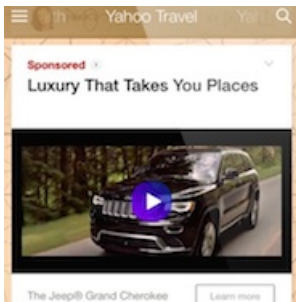 Yahoo Travel
Sponsored
Luxury That Takes You Places
The Jeep® Grand Cherokee
Learn more